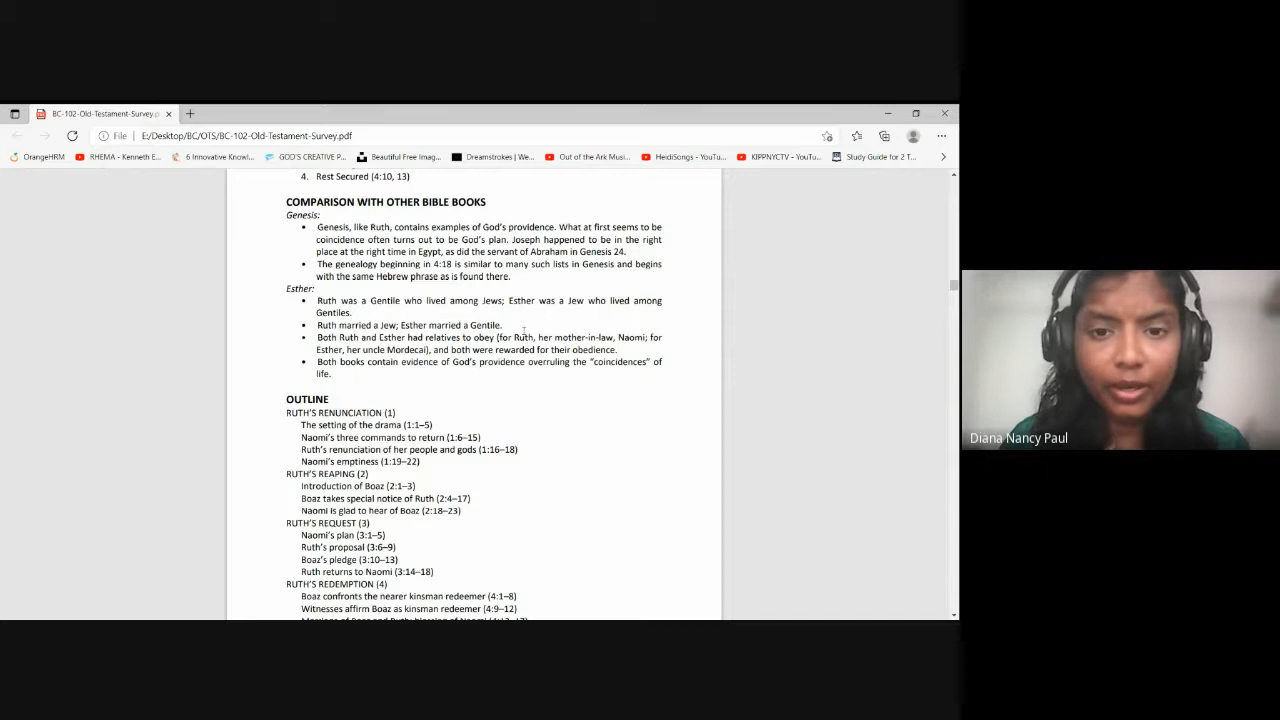 BC-102-Old-Testament-Survey.p
File E:/Desktop/BC/OTS/BC-102-Old-Testament-Survey.pdf
OrangeHRM RHEMA - Kenneth E... 6 Innovative Knowl... GOD'S CREATIVE P... Beautiful Free Imag... Dreamstrokes | We... Out of the Ark Musi... HeidiSongs - YouTu... KIPPNYCTV - YouTu... Study Guide for 2 T...
4. Rest Secured (4:10, 13)
COMPARISON WITH OTHER BIBLE BOOKS
Genesis:
• Genesis, like Ruth, contains examples of God's providence. What at first seems to be
coincidence often turns out to be God's plan. Joseph happened to be in the right
place at the right time in Egypt, as did the servant of Abraham in Genesis 24.
• The genealogy beginning in 4:18 is similar to many such lists in Genesis and begins
with the same Hebrew phrase as is found there.
Esther:
• Ruth was a Gentile who lived among Jews; Esther was a Jew who lived among
Gentiles.
• Ruth married a Jew; Esther married a Gentile.
• Both Ruth and Esther had relatives to obey (for Ruth, her mother-in-law, Naomi; for
Esther, her uncle Mordecai), and both were rewarded for their obedience.
• Both books contain evidence of God's providence overruling the "coincidences" of
life.
OUTLINE
RUTH'S RENUNCIATION (1)
The setting of the drama (1:1–5)
Naomi's three commands to return (1:6–15)
Ruth's renunciation of her people and gods (1:16–18)
Naomi's emptiness (1:19–22)
RUTH'S REAPING (2)
Introduction of Boaz (2:1–3)
Boaz takes special notice of Ruth (2:4–17)
Naomi is glad to hear of Boaz (2:18–23)
RUTH'S REQUEST (3)
Naomi's plan (3:1–5)
Ruth's proposal (3:6–9)
Boaz's pledge (3:10–13)
Ruth returns to Naomi (3:14–18)
RUTH'S REDEMPTION (4)
Boaz confronts the nearer kinsman redeemer (4:1–8)
Witnesses affirm Boaz as kinsman redeemer (4:9–12)
Diana Nancy Paul